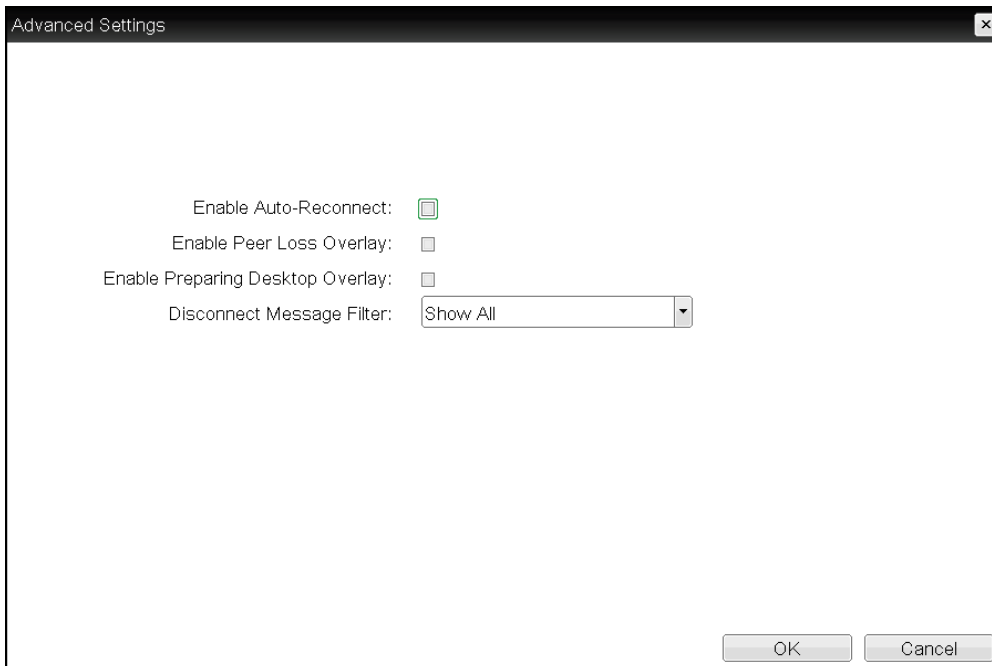 Advanced Settings
Enable Auto-Reconnect:
Enable Peer Loss Overlay:
Enable Preparing Desktop Overlay:
Disconnect Message Filter: Show All
OK Cancel